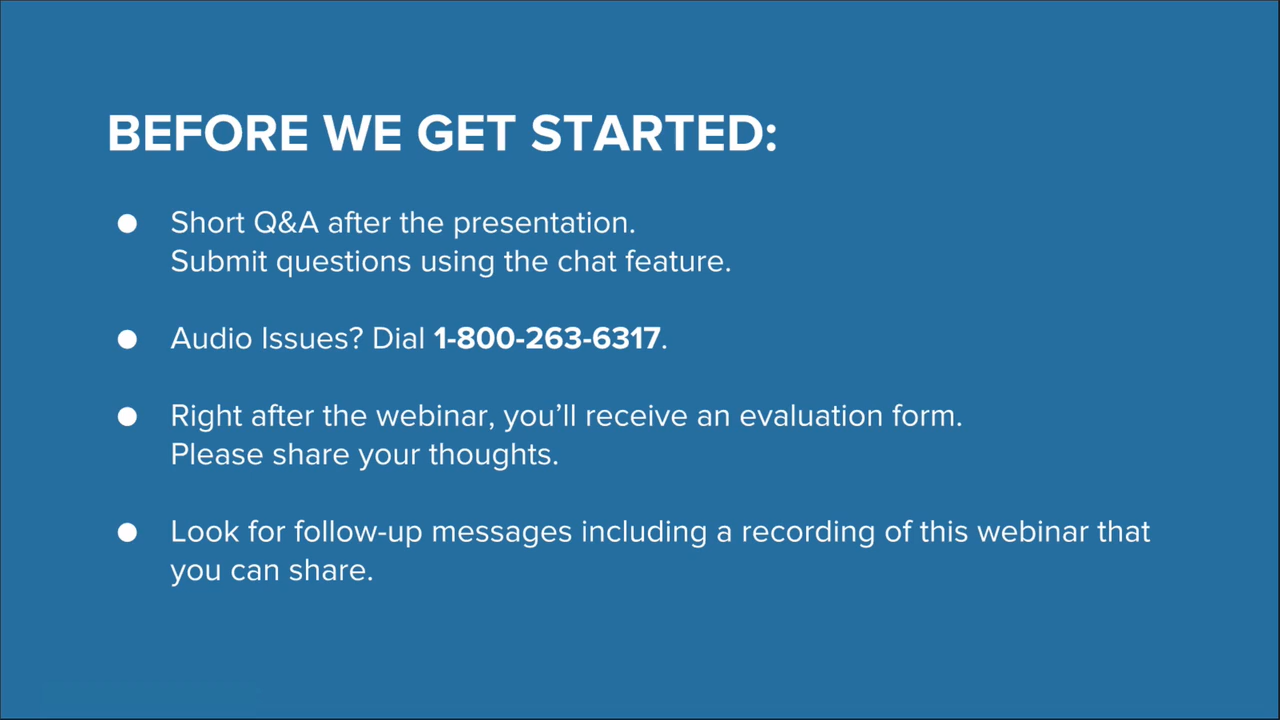 BEFORE WE GET STARTED:
● Short Q&A after the presentation.
Submit questions using the chat feature.
● Audio Issues? Dial 1-800-263-6317.
● Right after the webinar, you’ll receive an evaluation form.
Please share your thoughts.
● Look for follow-up messages including a recording of this webinar that
you can share.